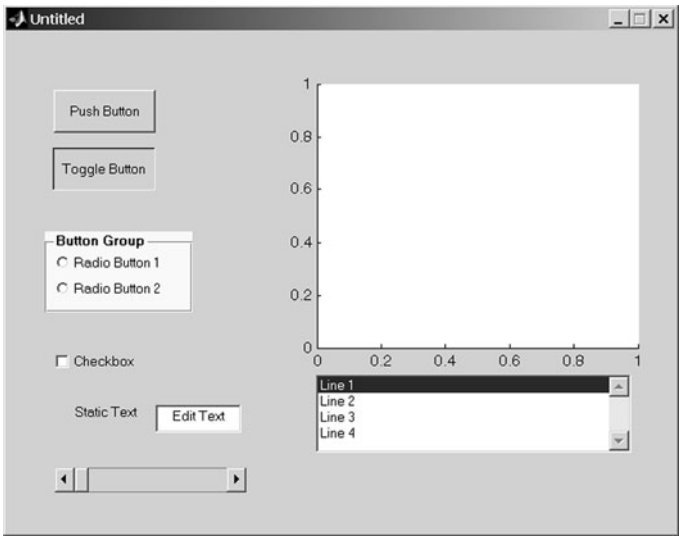 Untitled
Push Button
Toggle Button
Button Group
Radio Button 1
Radio Button 2
Checkbox
Static Text
Edit Text
1
0.8
0.6
0.4
0.2
0
0 0.2 0.4 0.6 0.8 1
Line 1
Line 2
Line 3
Line 4